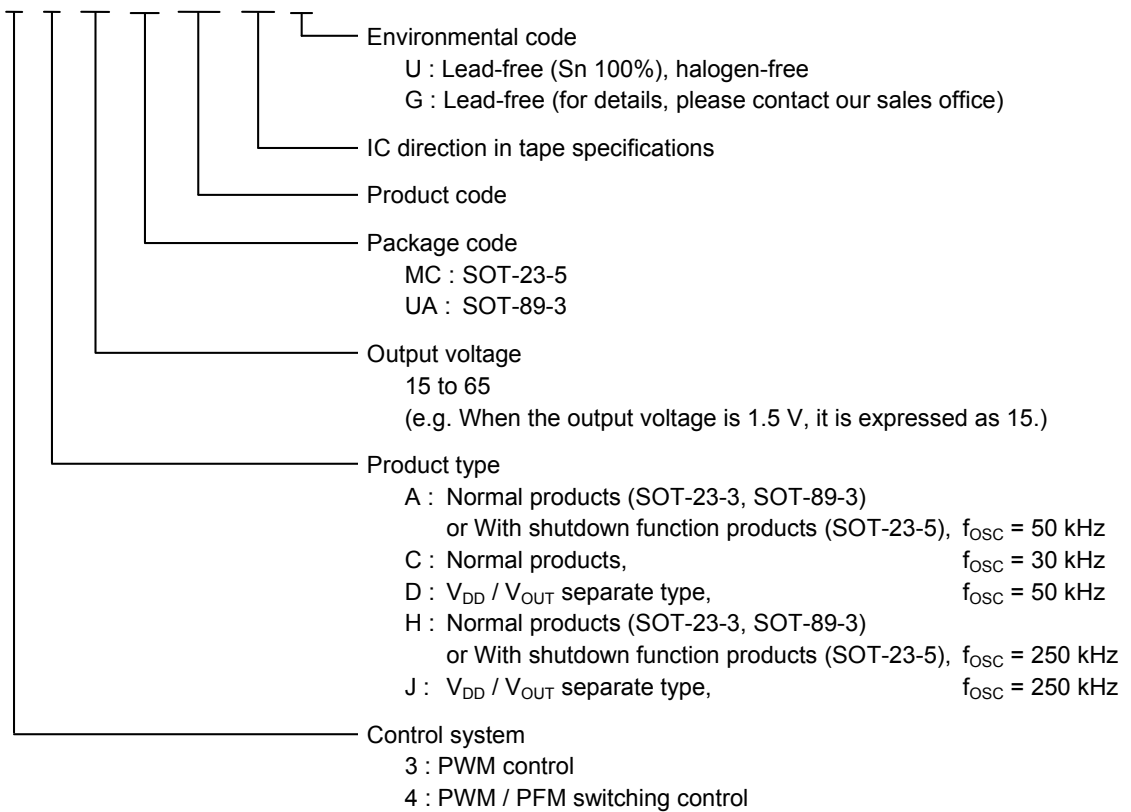 Environmental code
U : Lead-free (Sn 100%), halogen-free
G : Lead-free (for details, please contact our sales office)
IC direction in tape specifications
Product code
Package code
MC : SOT-23-5
UA : SOT-89-3
Output voltage
15 to 65
(e.g. When the output voltage is 1.5 V, it is expressed as 15.)
Product type
A : Normal products (SOT-23-3, SOT-89-3)
or With shutdown function products (SOT-23-5), fOSC = 50 kHz
C : Normal products, fOSC = 30 kHz
D : VDD / VOUT separate type, fOSC = 50 kHz
H : Normal products (SOT-23-3, SOT-89-3)
or With shutdown function products (SOT-23-5), fOSC = 250 kHz
J : VDD / VOUT separate type, fOSC = 250 kHz
Control system
3 : PWM control
4 : PWM / PFM switching control